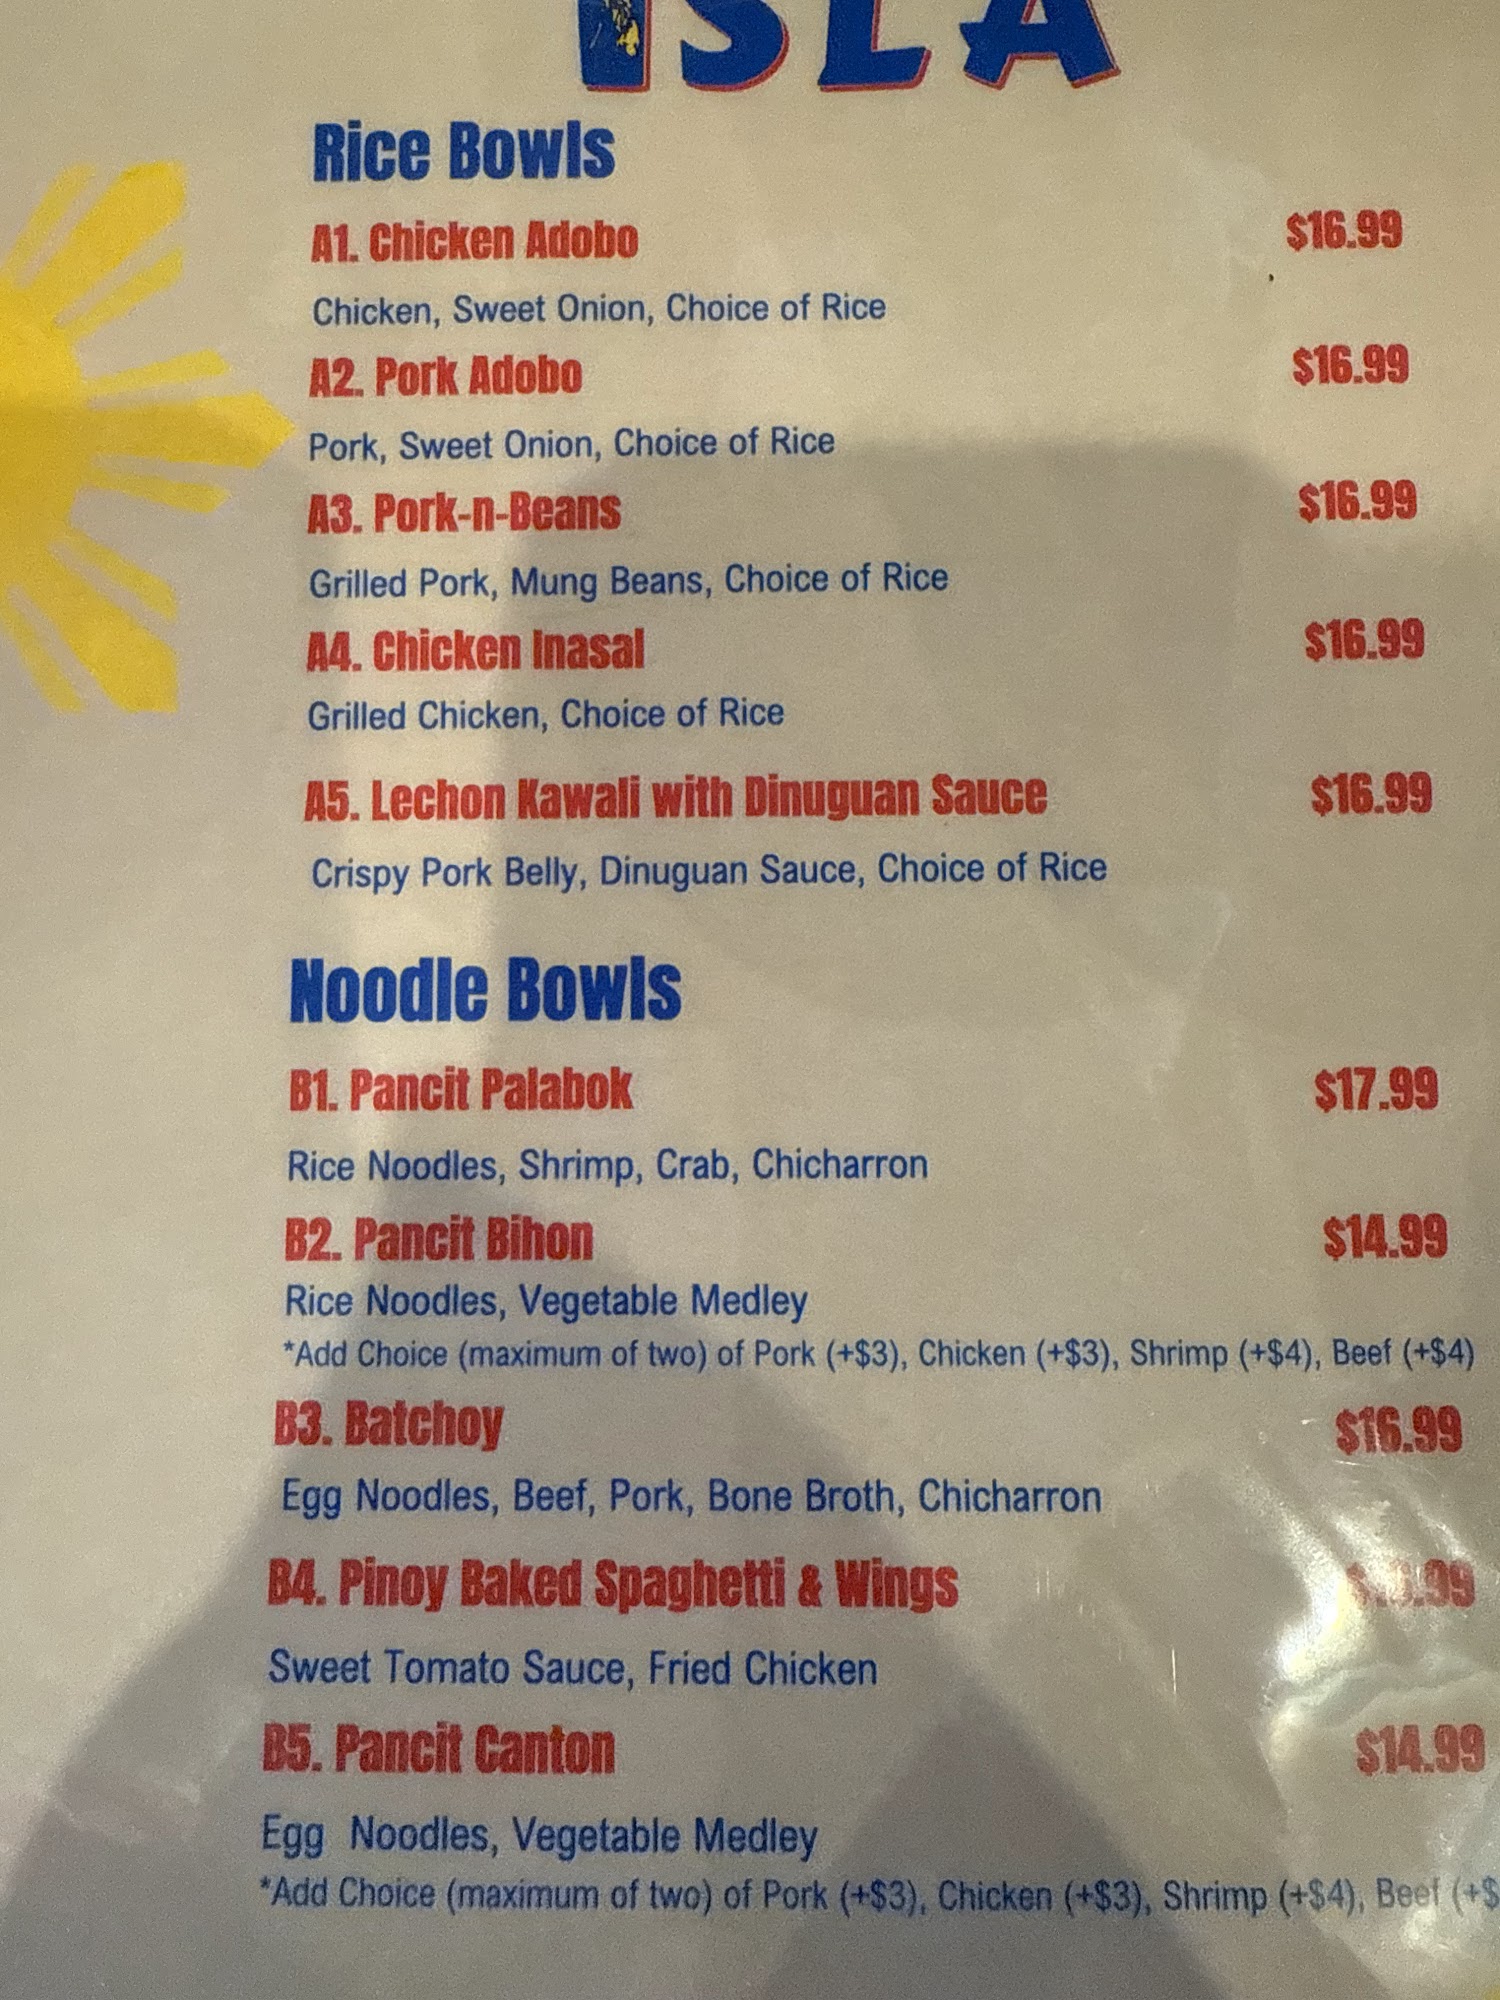 ISLA
Rice Bowls
A1. Chicken Adobo $16.99
Chicken, Sweet Onion, Choice of Rice
A2. Pork Adobo $16.99
Pork, Sweet Onion, Choice of Rice
A3. Pork-n-Beans $16.99
Grilled Pork, Mung Beans, Choice of Rice
A4. Chicken Inasal $16.99
Grilled Chicken, Choice of Rice
A5. Lechon Kawali with Dinuguan Sauce $16.99
Crispy Pork Belly, Dinuguan Sauce, Choice of Rice
Noodle Bowls
B1. Pancit Palabok $17.99
Rice Noodles, Shrimp, Crab, Chicharron
B2. Pancit Bihon $14.99
Rice Noodles, Vegetable Medley
*Add Choice (maximum of two) of Pork (+$3), Chicken (+$3), Shrimp (+$4), Beef (+$4)
B3. Batchoy $16.99
Egg Noodles, Beef, Pork, Bone Broth, Chicharron
B4. Pinoy Baked Spaghetti & Wings
Sweet Tomato Sauce, Fried Chicken
B5. Pancit Canton $14.99
Egg Noodles, Vegetable Medley
*Add Choice (maximum of two) of Pork (+$3), Chicken (+$3), Shrimp (+$4), Beef (+$